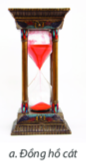 a. Đồng hồ cát